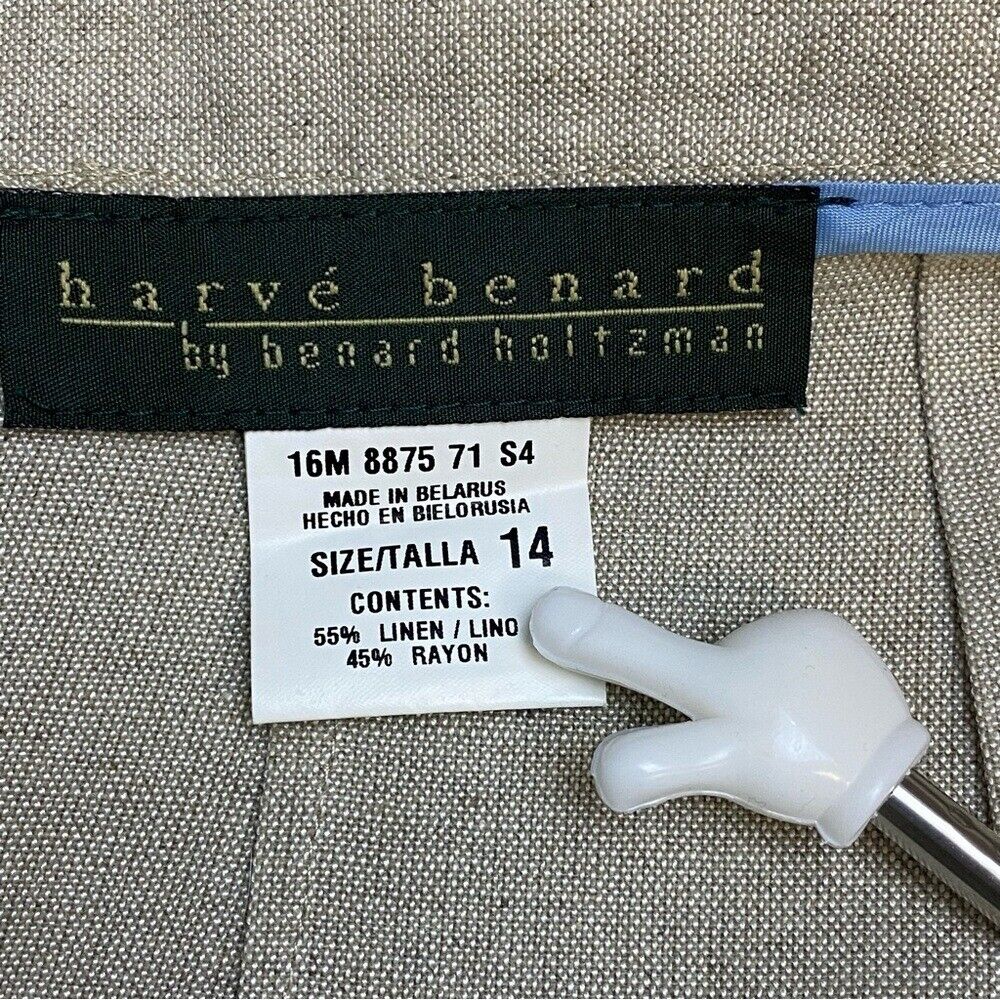 harvé benard
by benard holtzman
16M 8875 71 S4
MADE IN BELARUS
HECHO EN BIELORUSIA
SIZE/TALLA 14
CONTENTS:
55% LINEN / LINO
45% RAYON